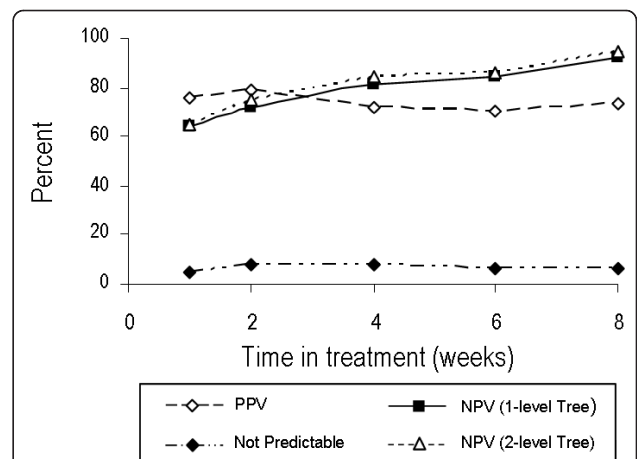 100
80
60
40
20
0
Percent
0 2 4 6 8
Time in treatment (weeks)
PPV NPV (1-level Tree)
Not Predictable NPV (2-level Tree)